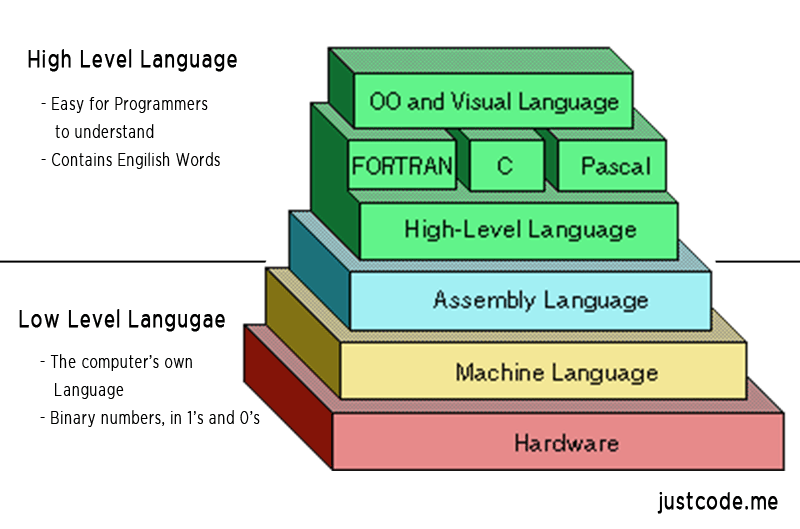 High Level Language
- Easy for Programmers
to understand
- Contains Engilish Words
OO and Visual Language
FORTRAN
C
Pascal
High-Level Language
Assembly Language
Low Level Langugae
- The computer's own
Language
- Binary numbers, in 1's and 0's
Machine Language
Hardware
justcode.me